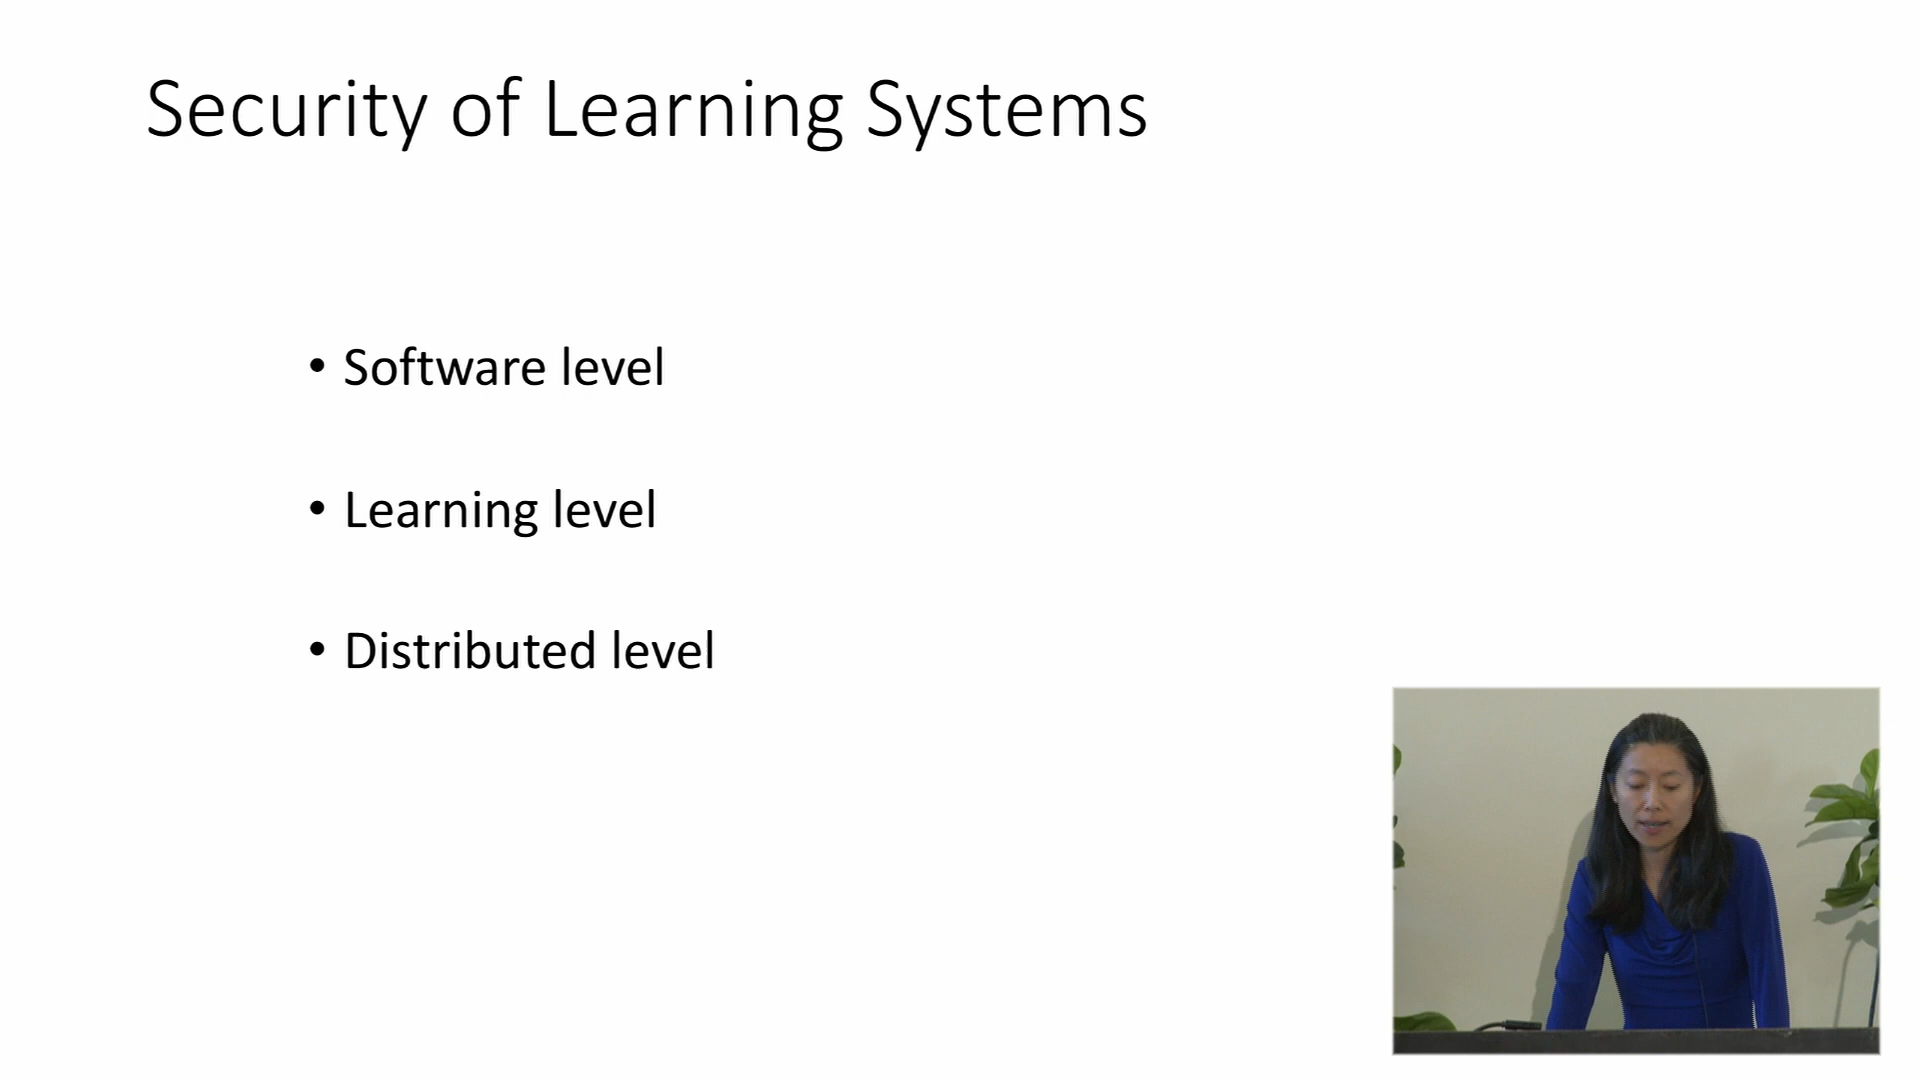 Security of Learning Systems
• Software level
• Learning level
• Distributed level